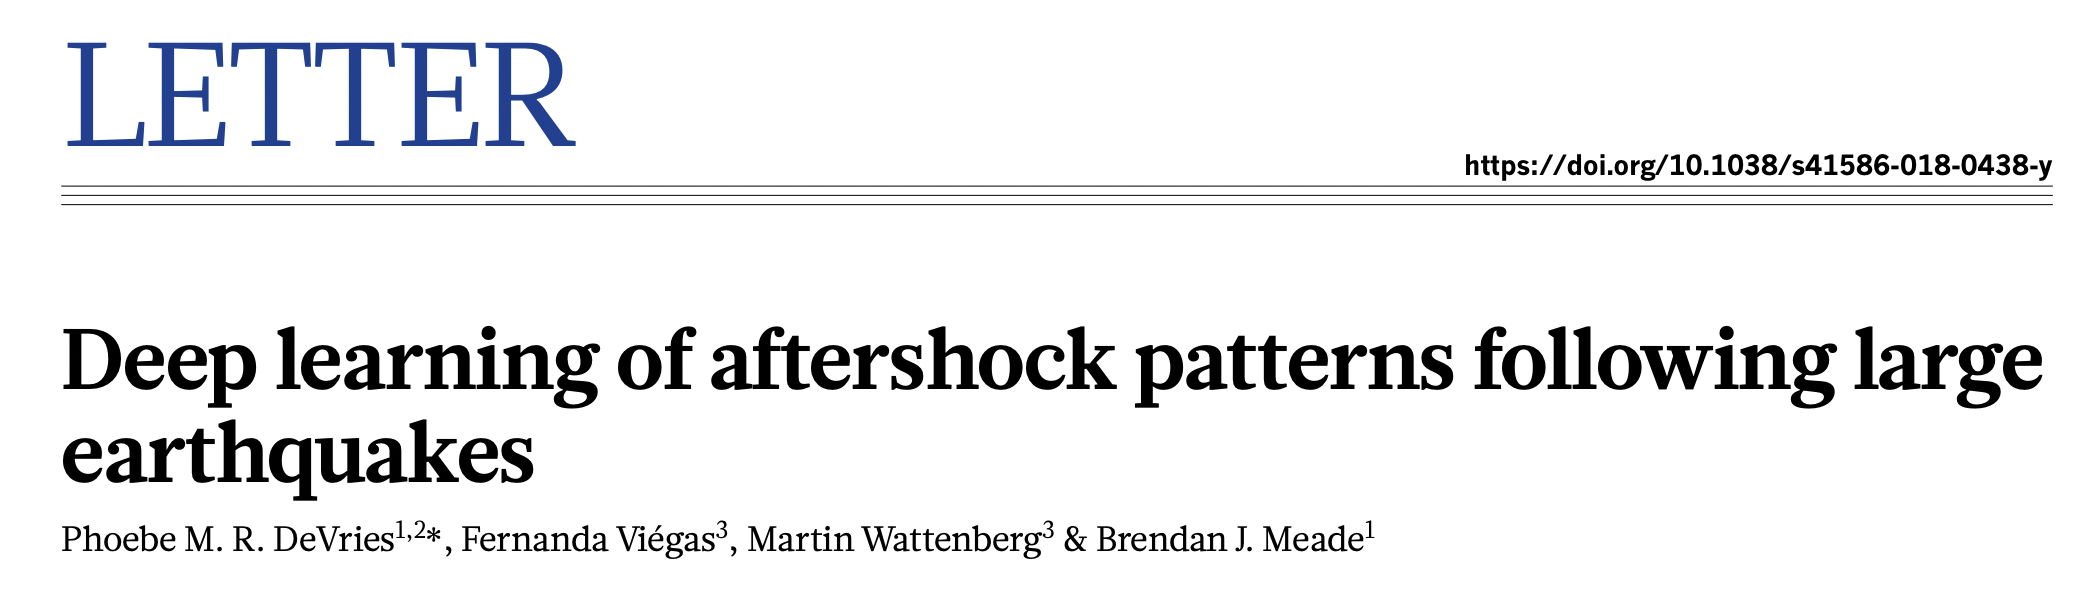 LETTER
https://doi.org/10.1038/s41586-018-0438-y
Deep learning of aftershock patterns following large
earthquakes
Phoebe M. R. DeVries1,2*, Fernanda Viégas3, Martin Wattenberg3 & Brendan J. Meade1